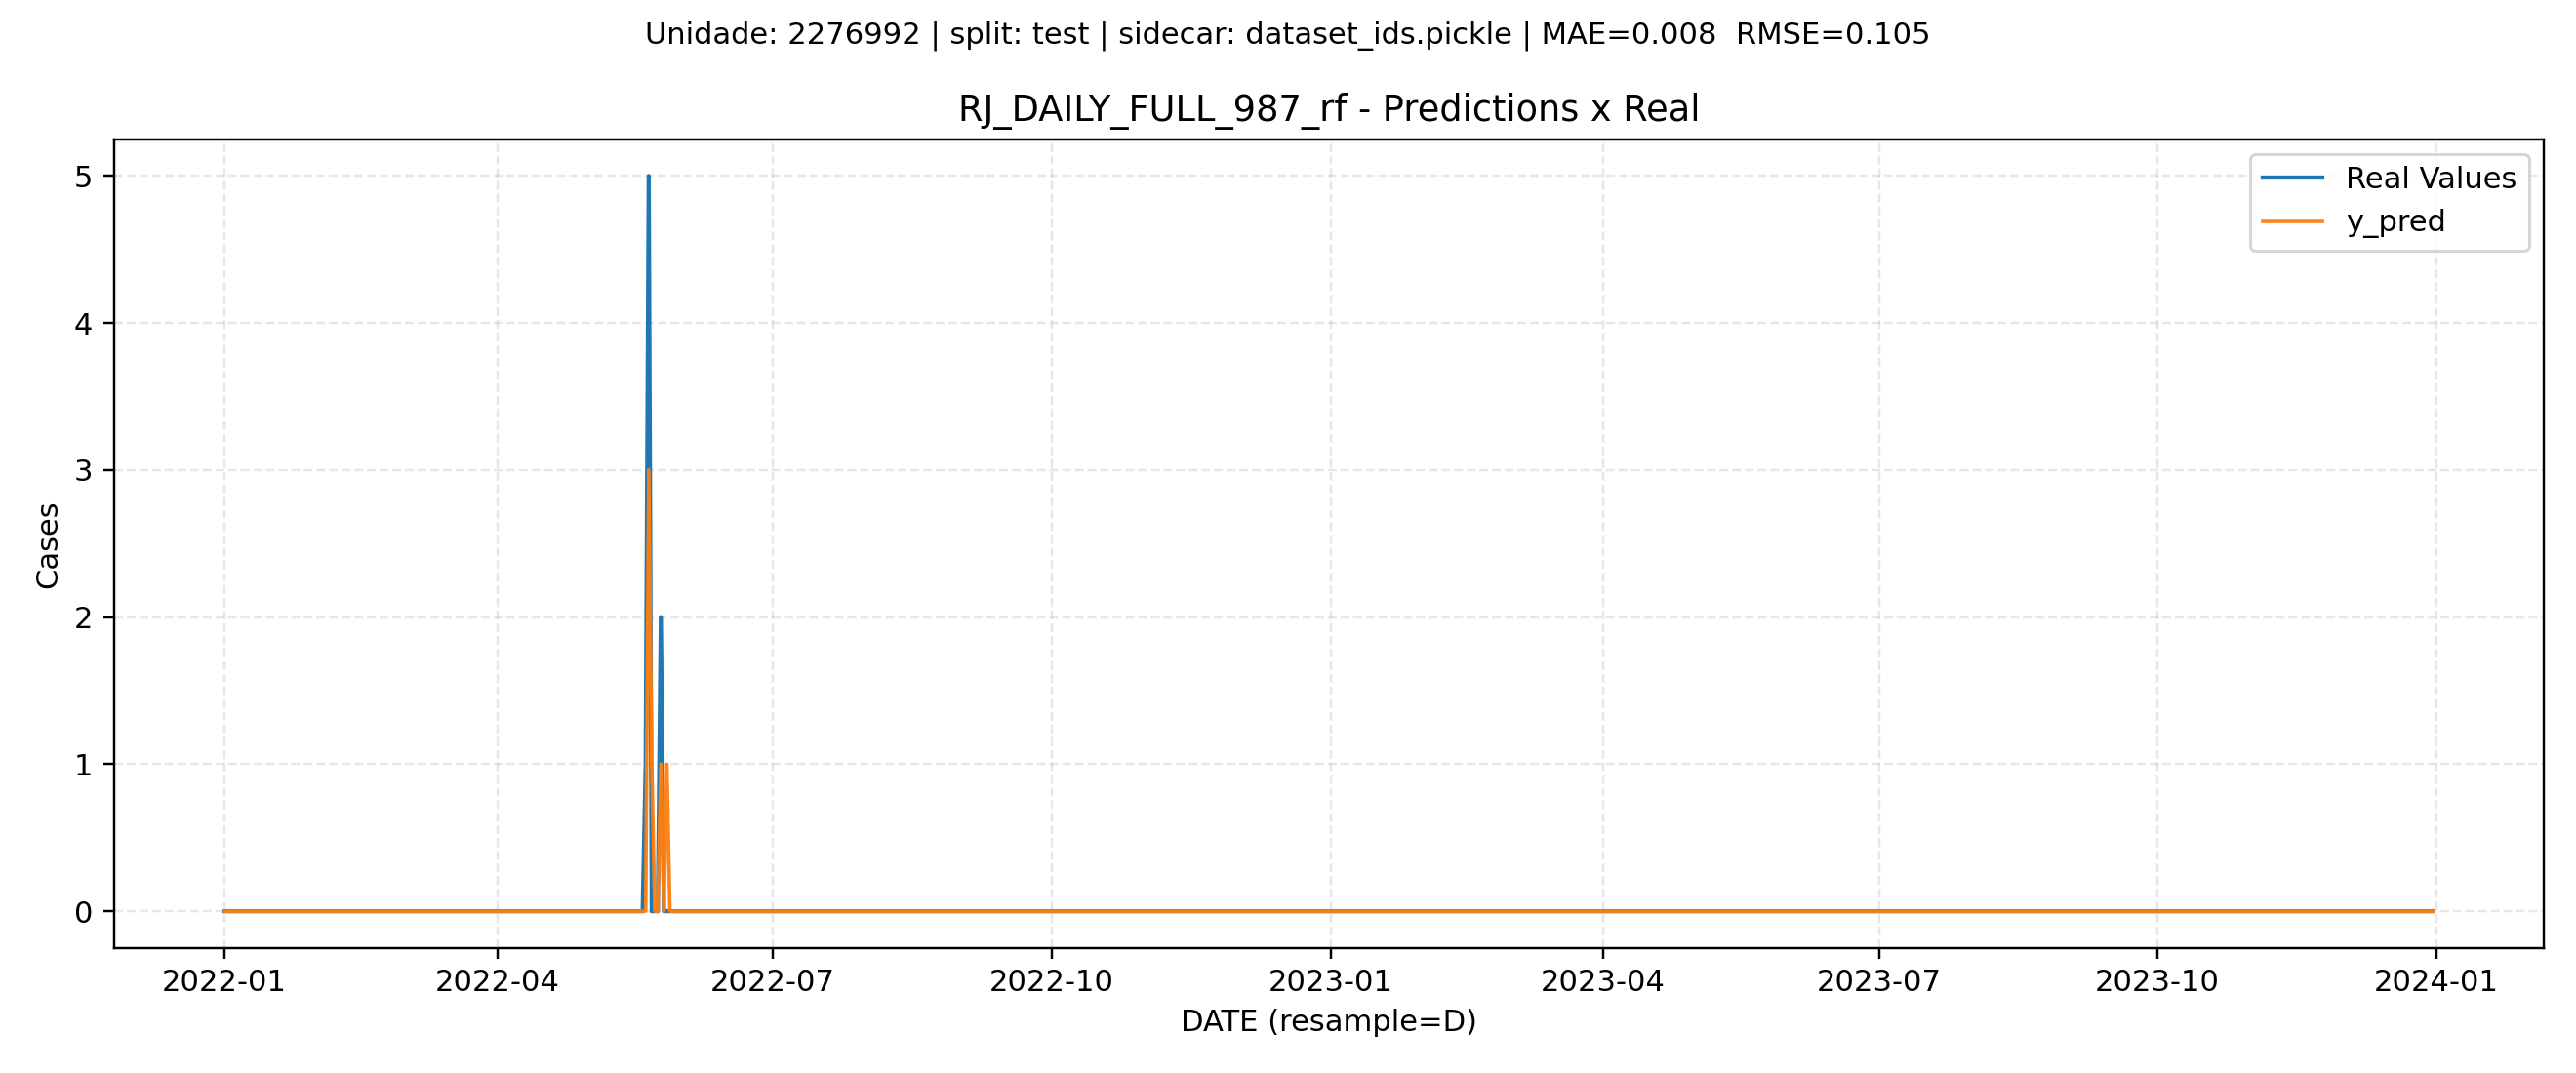 Unidade: 2276992 | split: test | sidecar: dataset_ids.pickle | MAE=0.008  RMSE=0.105
RJ_DAILY_FULL_987_rf - Predictions x Real
Real Values
y_pred
5
4
3
2
1
0
Cases
2022-01 2022-04 2022-07 2022-10 2023-01 2023-04 2023-07 2023-10 2024-01
DATE (resample=D)